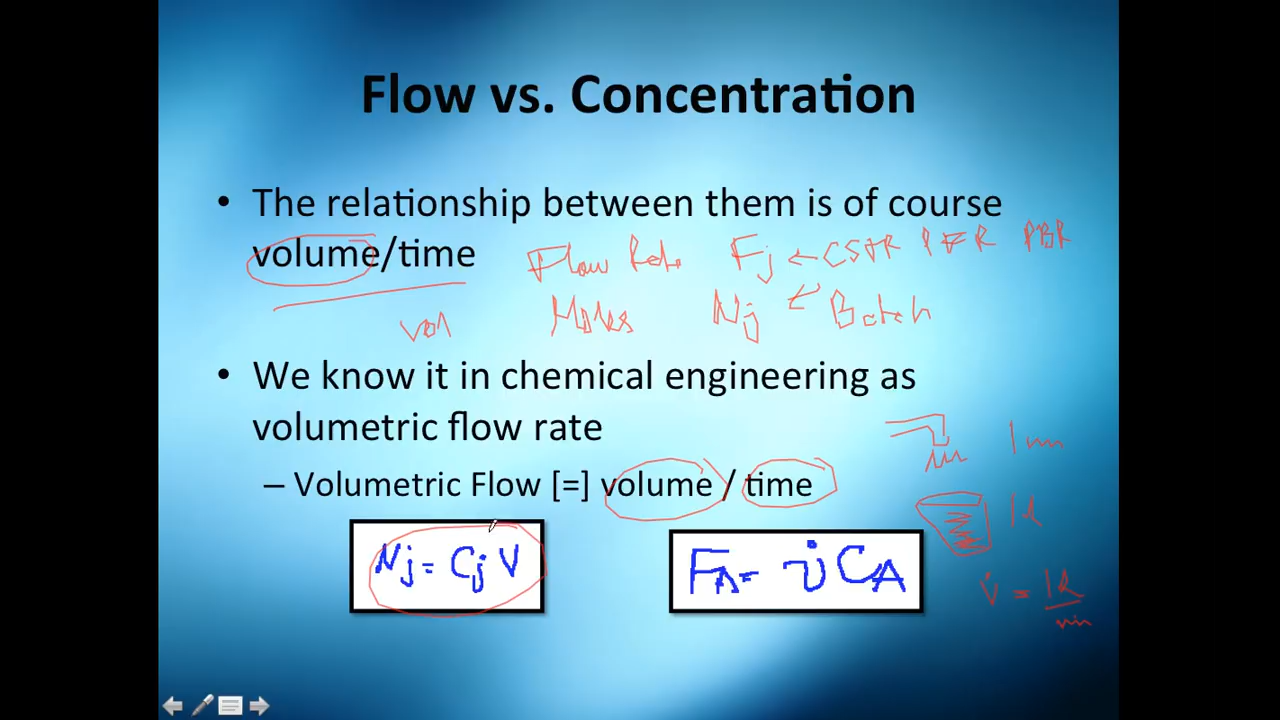 Flow vs. Concentration
• The relationship between them is of course
volume/time
Flow Rate Fj ← CSTR PFR PBR
vol Moles Nj ← Batch
• We know it in chemical engineering as
volumetric flow rate
1 min
– Volumetric Flow [=] volume / time
1 l
Nj = Cj V
FA = V̇ CA
V̇ = 1 l / min